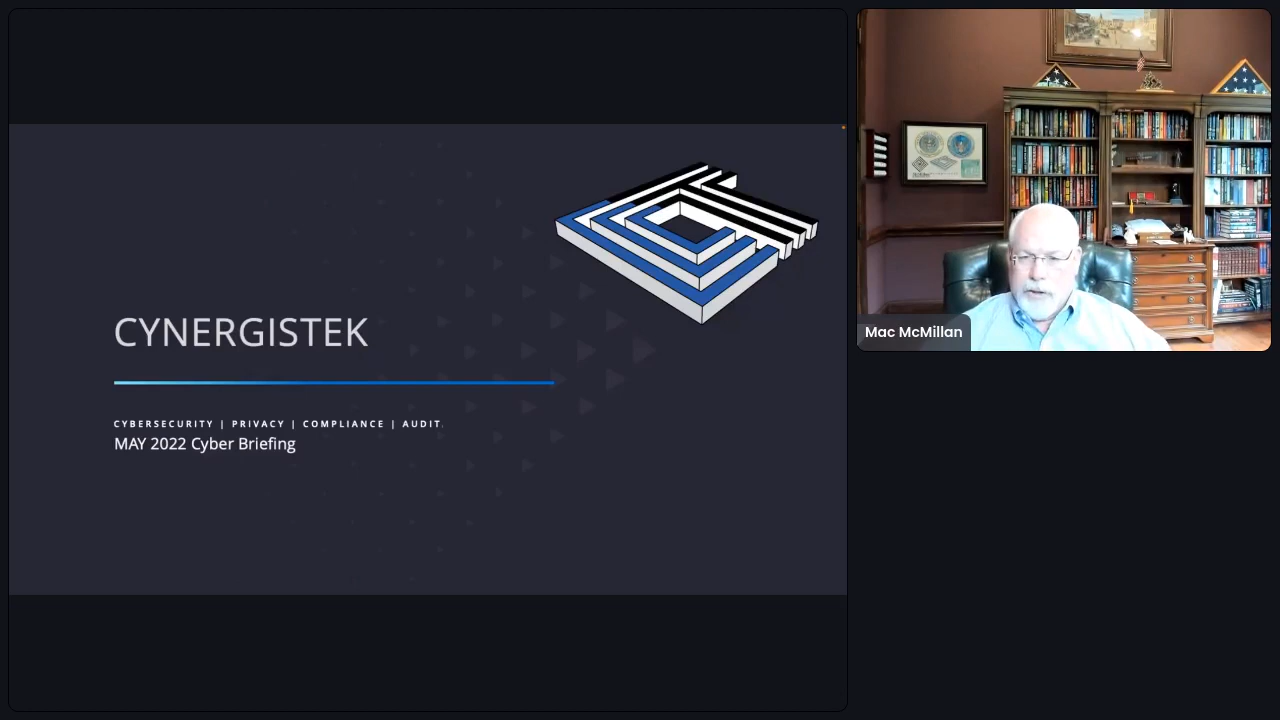 CYNERGISTEK
CYBERSECURITY | PRIVACY | COMPLIANCE | AUDIT
MAY 2022 Cyber Briefing
Mac McMillan